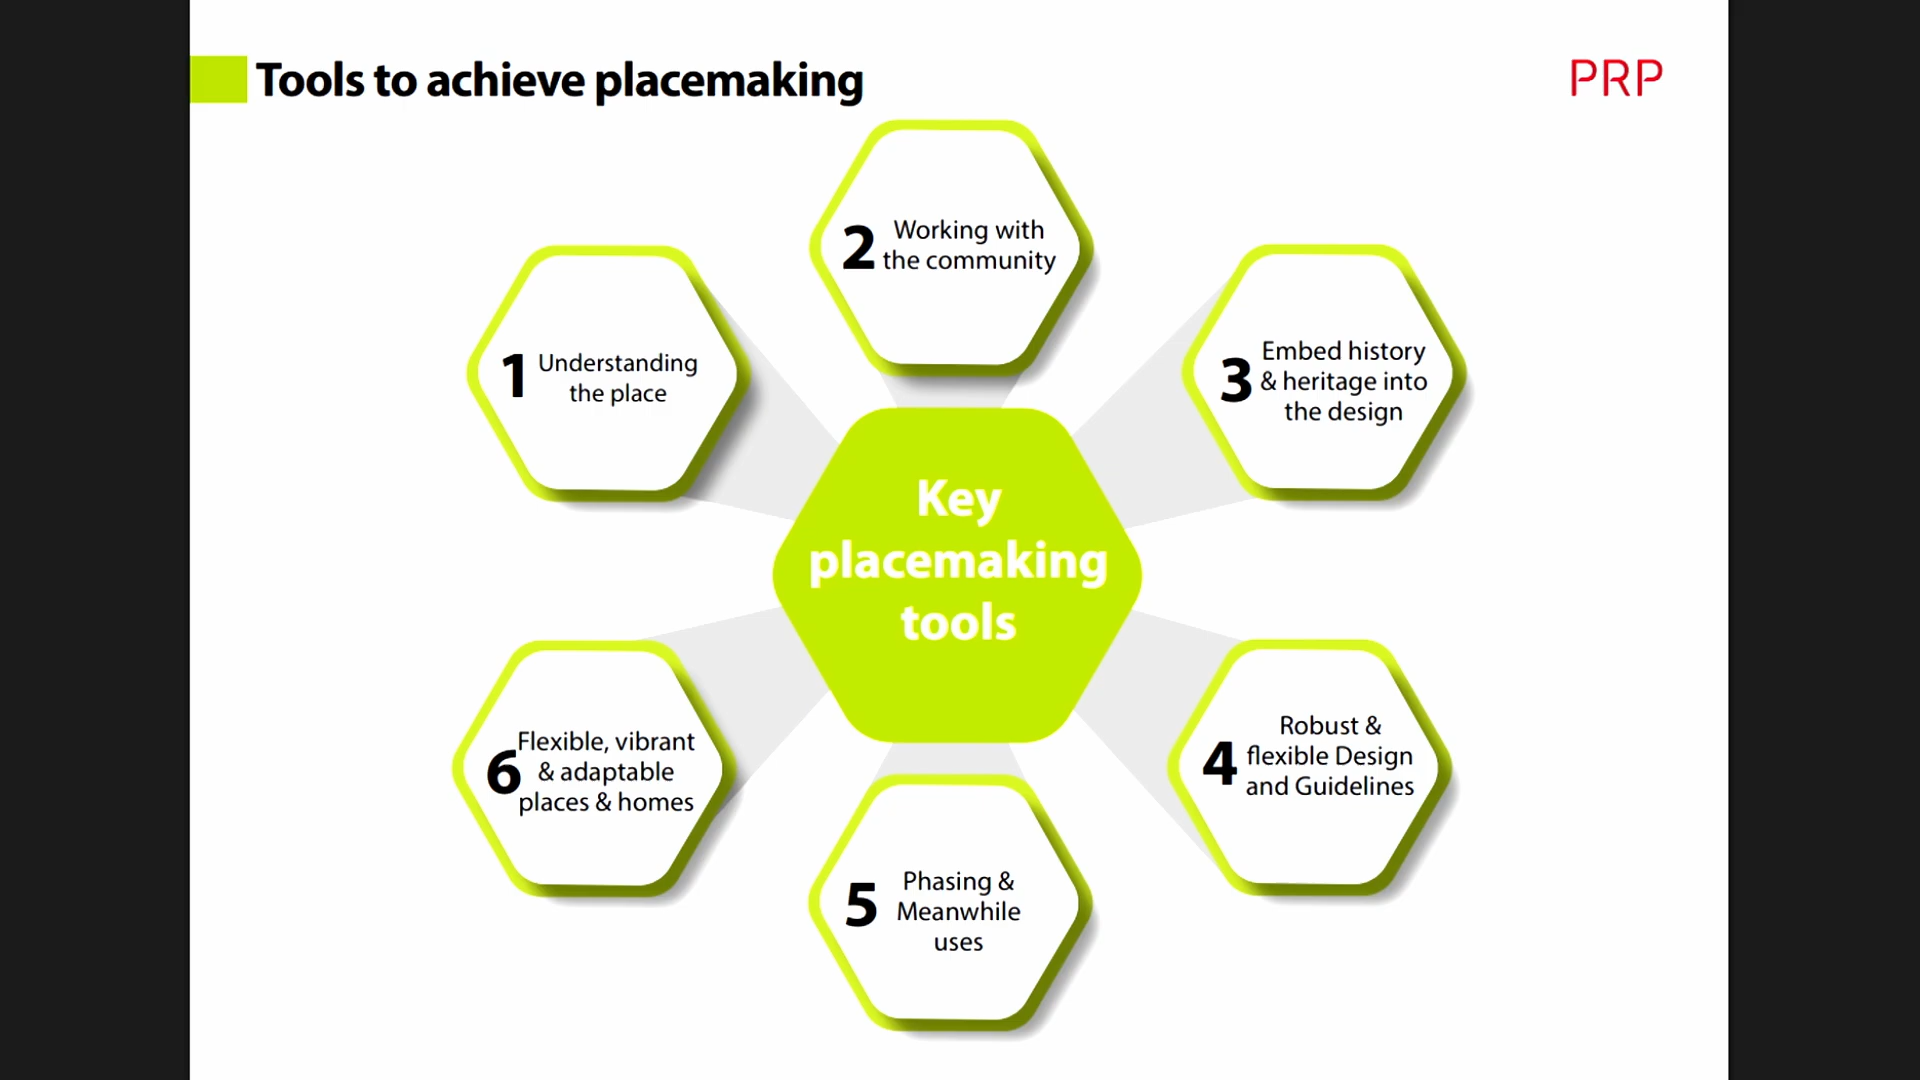 Tools to achieve placemaking
PRP
1
Understanding
the place
2
Working with
the community
3
Embed history
& heritage into
the design
Key
placemaking
tools
4
Robust &
flexible Design
and Guidelines
5
Phasing &
Meanwhile
uses
6
Flexible, vibrant
& adaptable
places & homes